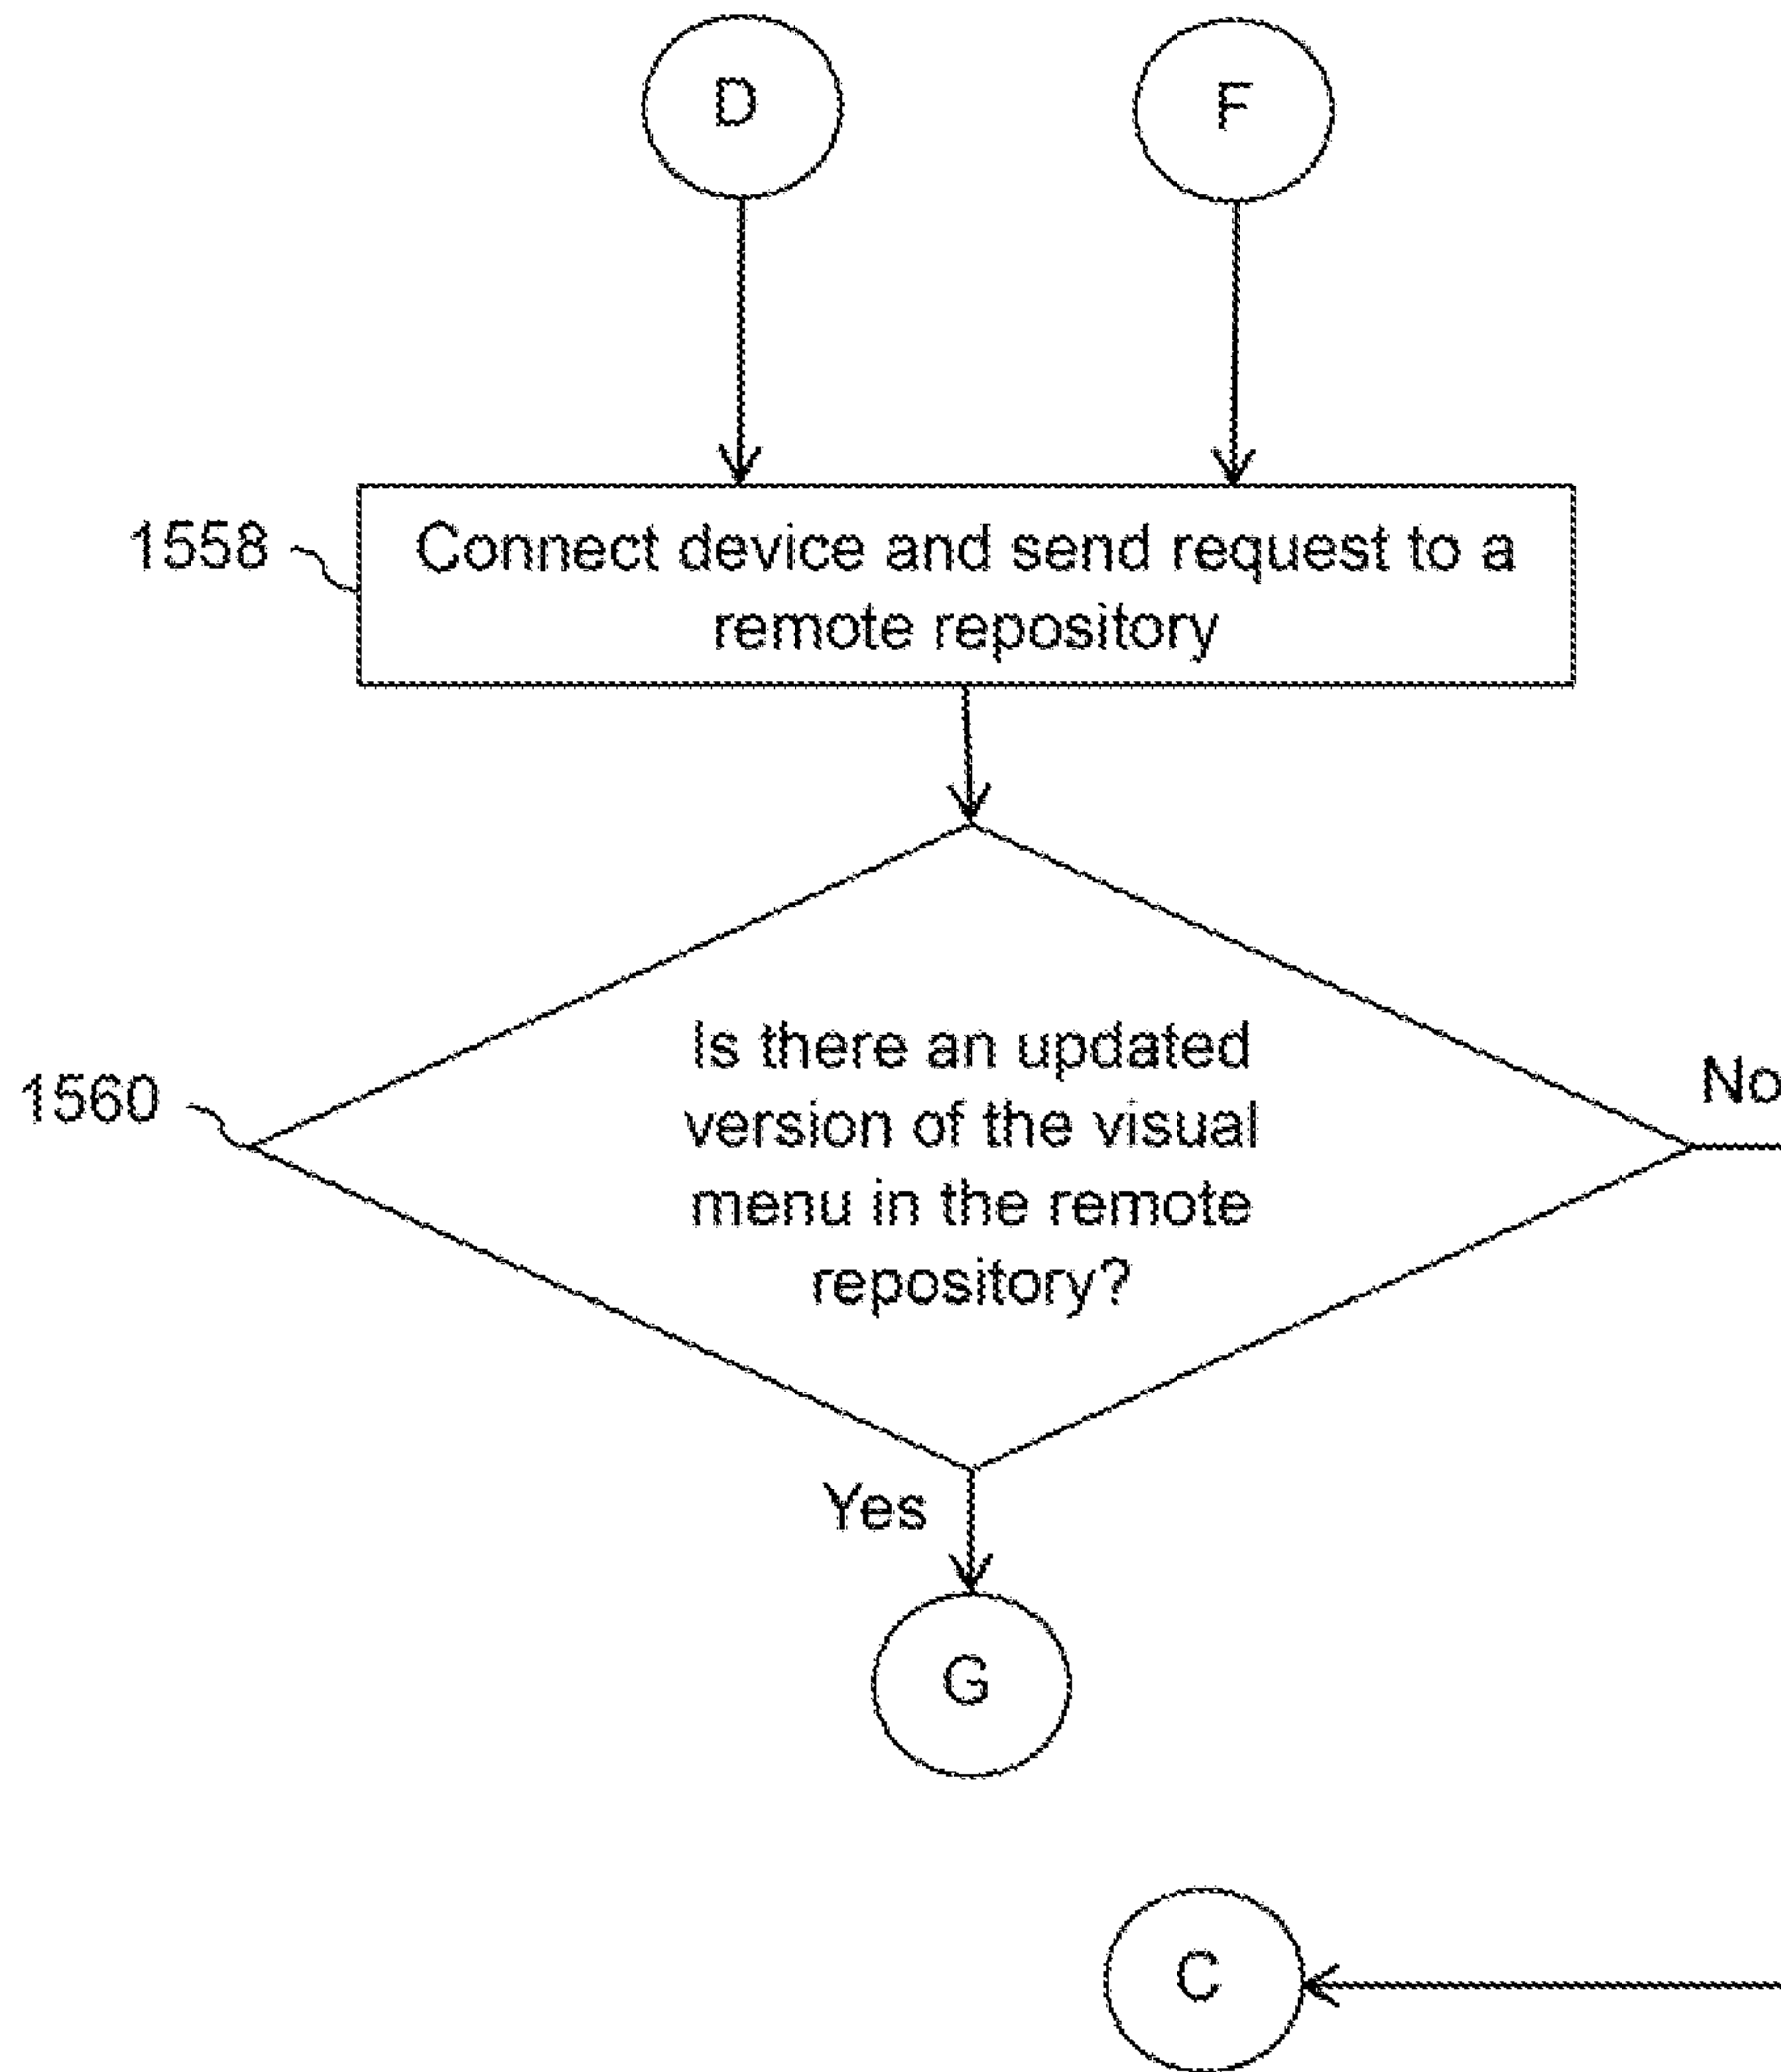 D
F
1558
Connect device and send request to a
remote repository
Is there an updated
version of the visual
menu in the remote
repository?
1560
No
Yes
G
C